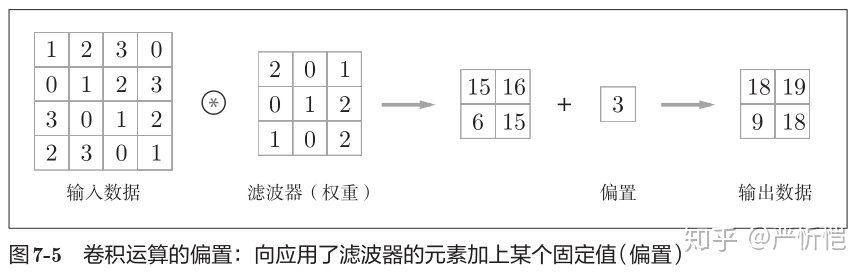 1 2 3 0
0 1 2 3
3 0 1 2
2 3 0 1
输入数据
⊛
2 0 1
0 1 2
1 0 2
滤波器（权重）
15 16
6 15
+
3
偏置
18 19
9 18
输出数据
图7-5 卷积运算的偏置：向应用了滤波器的元素加上某个固定值（偏置）
知乎 @严忻恺